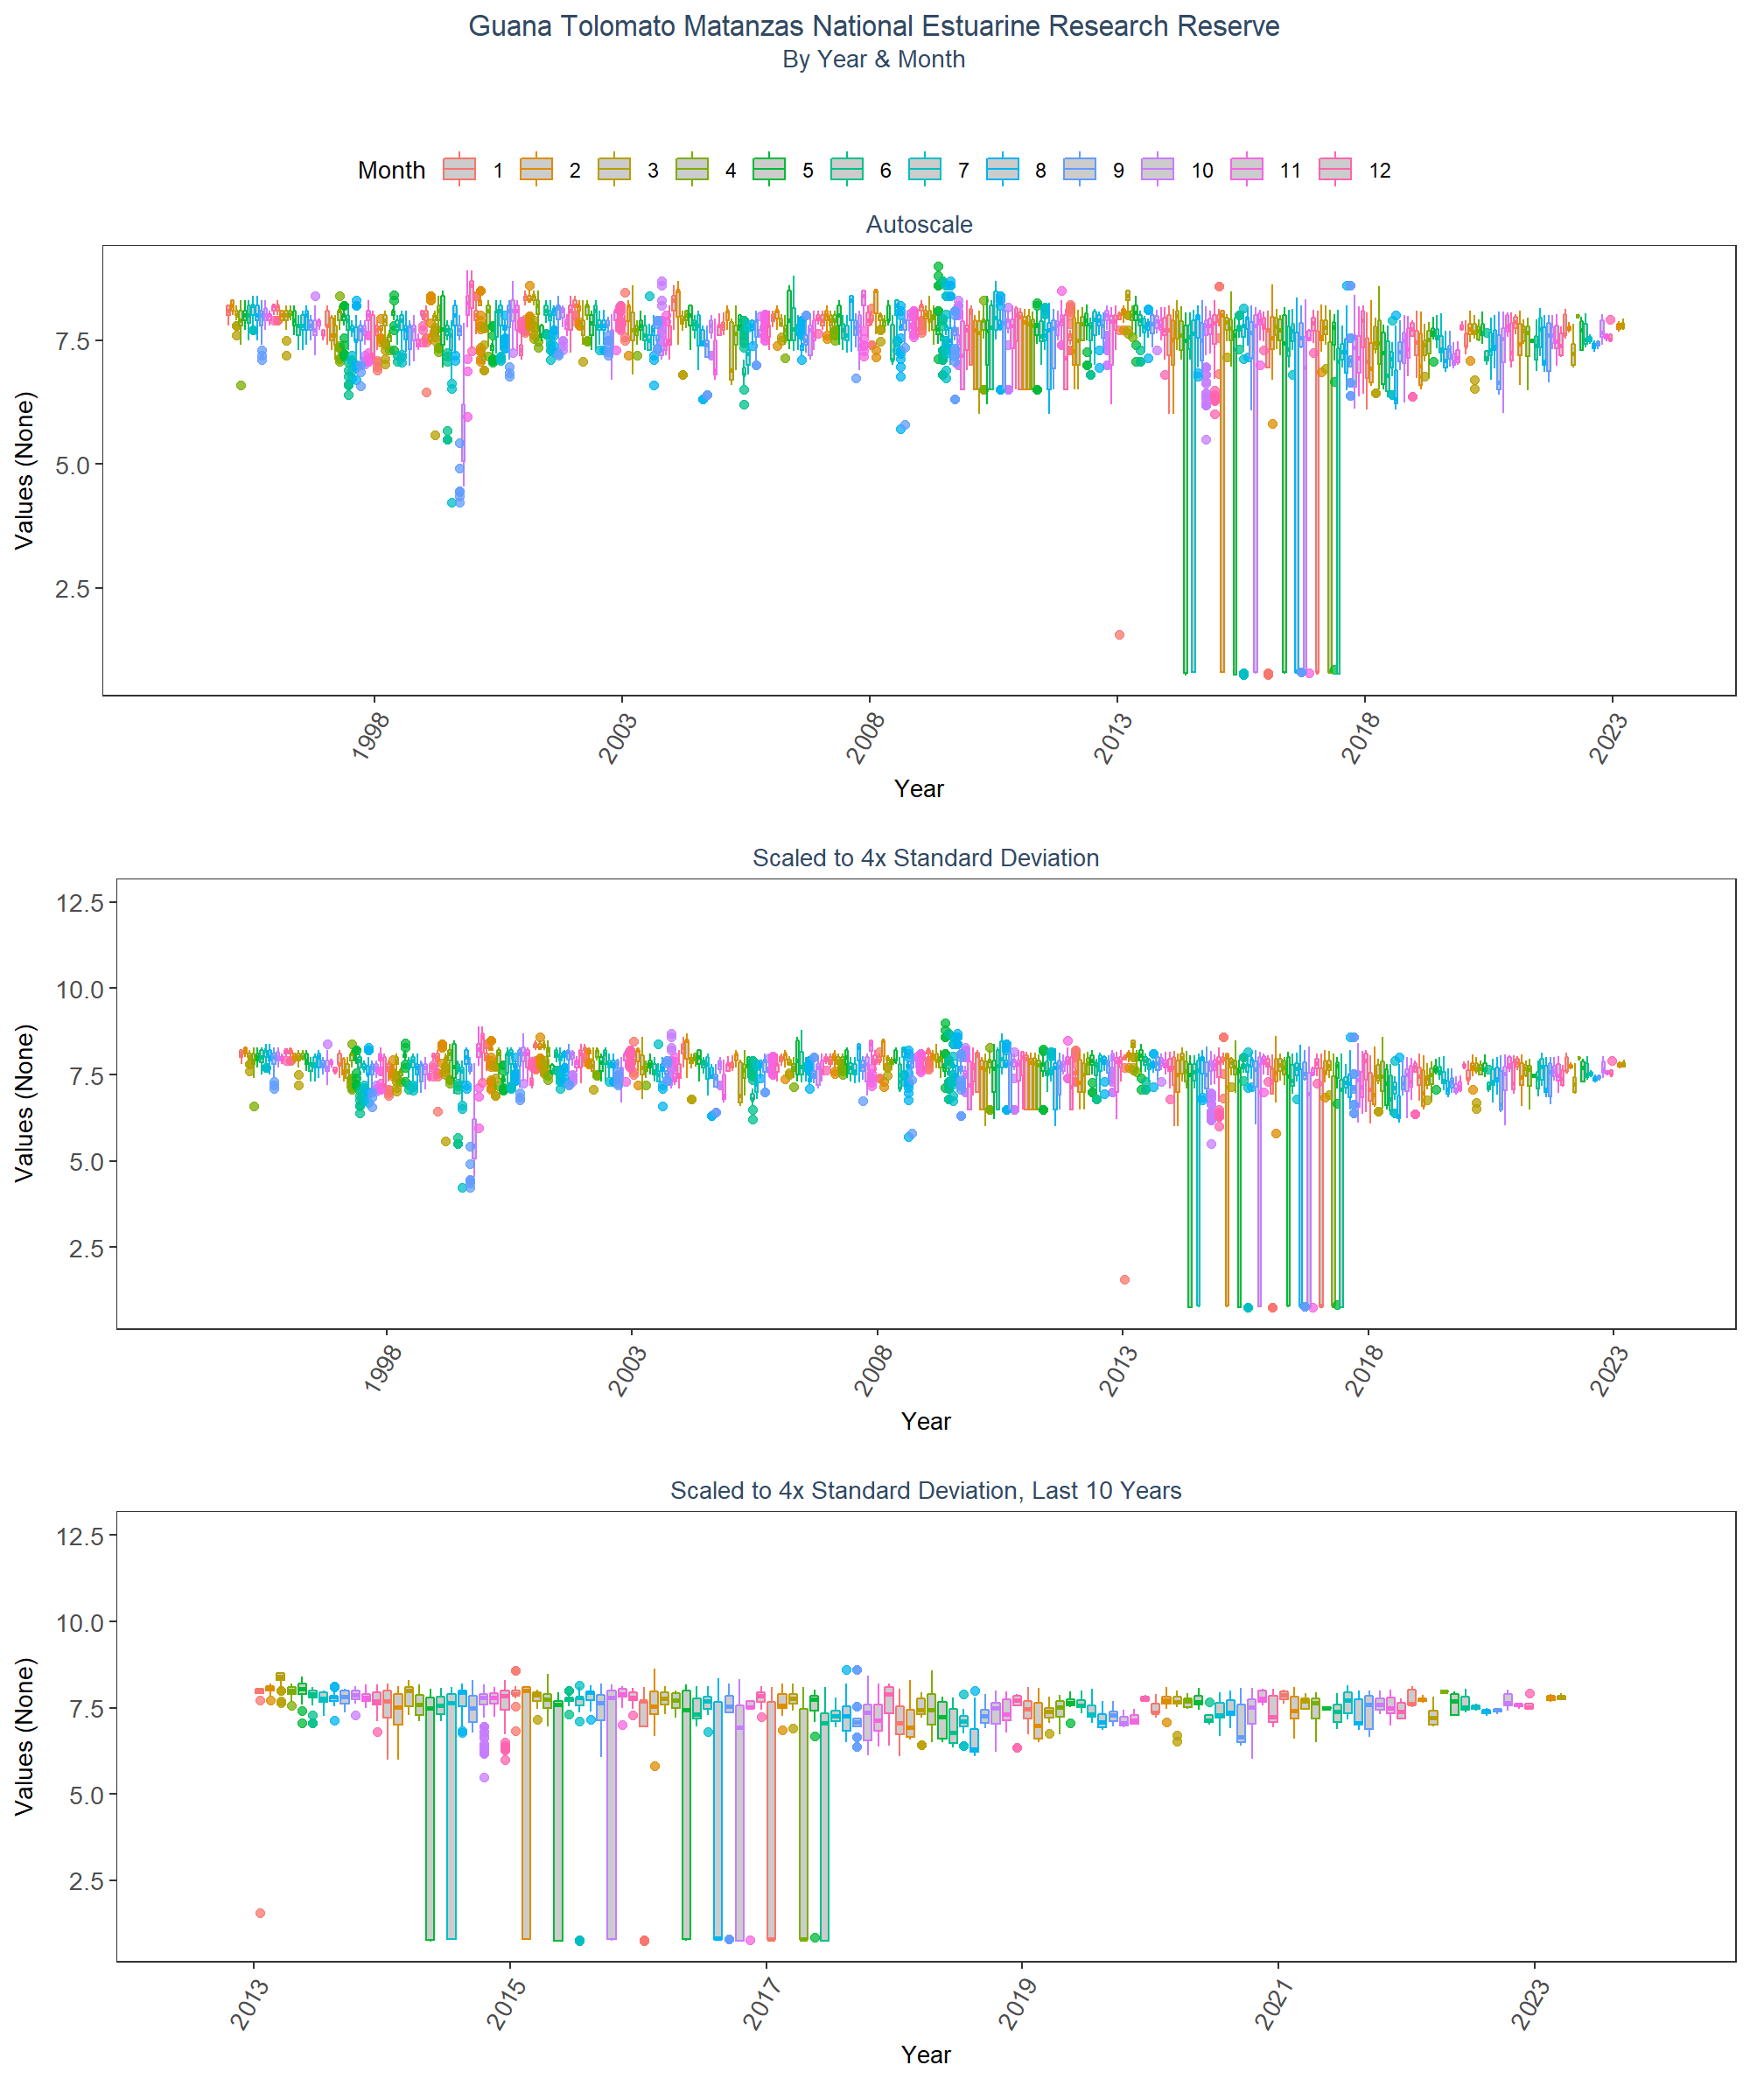 Guana Tolomato Matanzas National Estuarine Research Reserve
By Year & Month
Month 1 2 3 4 5 6 7 8 9 10 11 12
Autoscale
Values (None)
7.5
5.0
2.5
1998 2003 2008 2013 2018 2023
Year
Scaled to 4x Standard Deviation
Values (None)
12.5
10.0
7.5
5.0
2.5
1998 2003 2008 2013 2018 2023
Year
Scaled to 4x Standard Deviation, Last 10 Years
Values (None)
12.5
10.0
7.5
5.0
2.5
2013 2015 2017 2019 2021 2023
Year